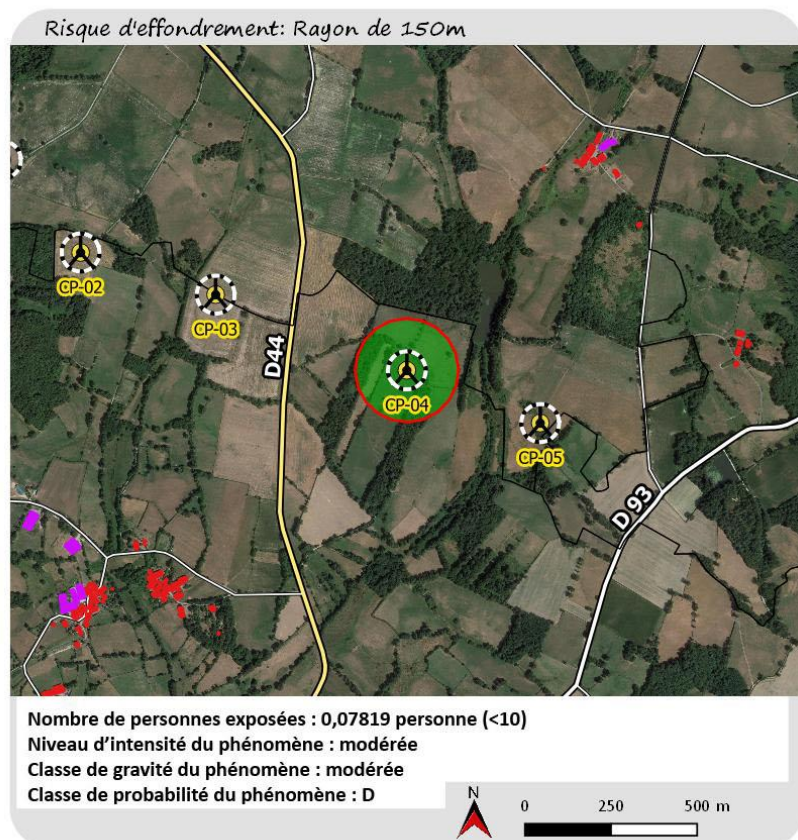 Risque d'effondrement: Rayon de 150m
CP-02
CP-03
D44
CP-04
CP-05
D 93
Nombre de personnes exposées : 0,07819 personne (<10)
Niveau d'intensité du phénomène : modérée
Classe de gravité du phénomène : modérée
Classe de probabilité du phénomène : D
N
0 250 500 m